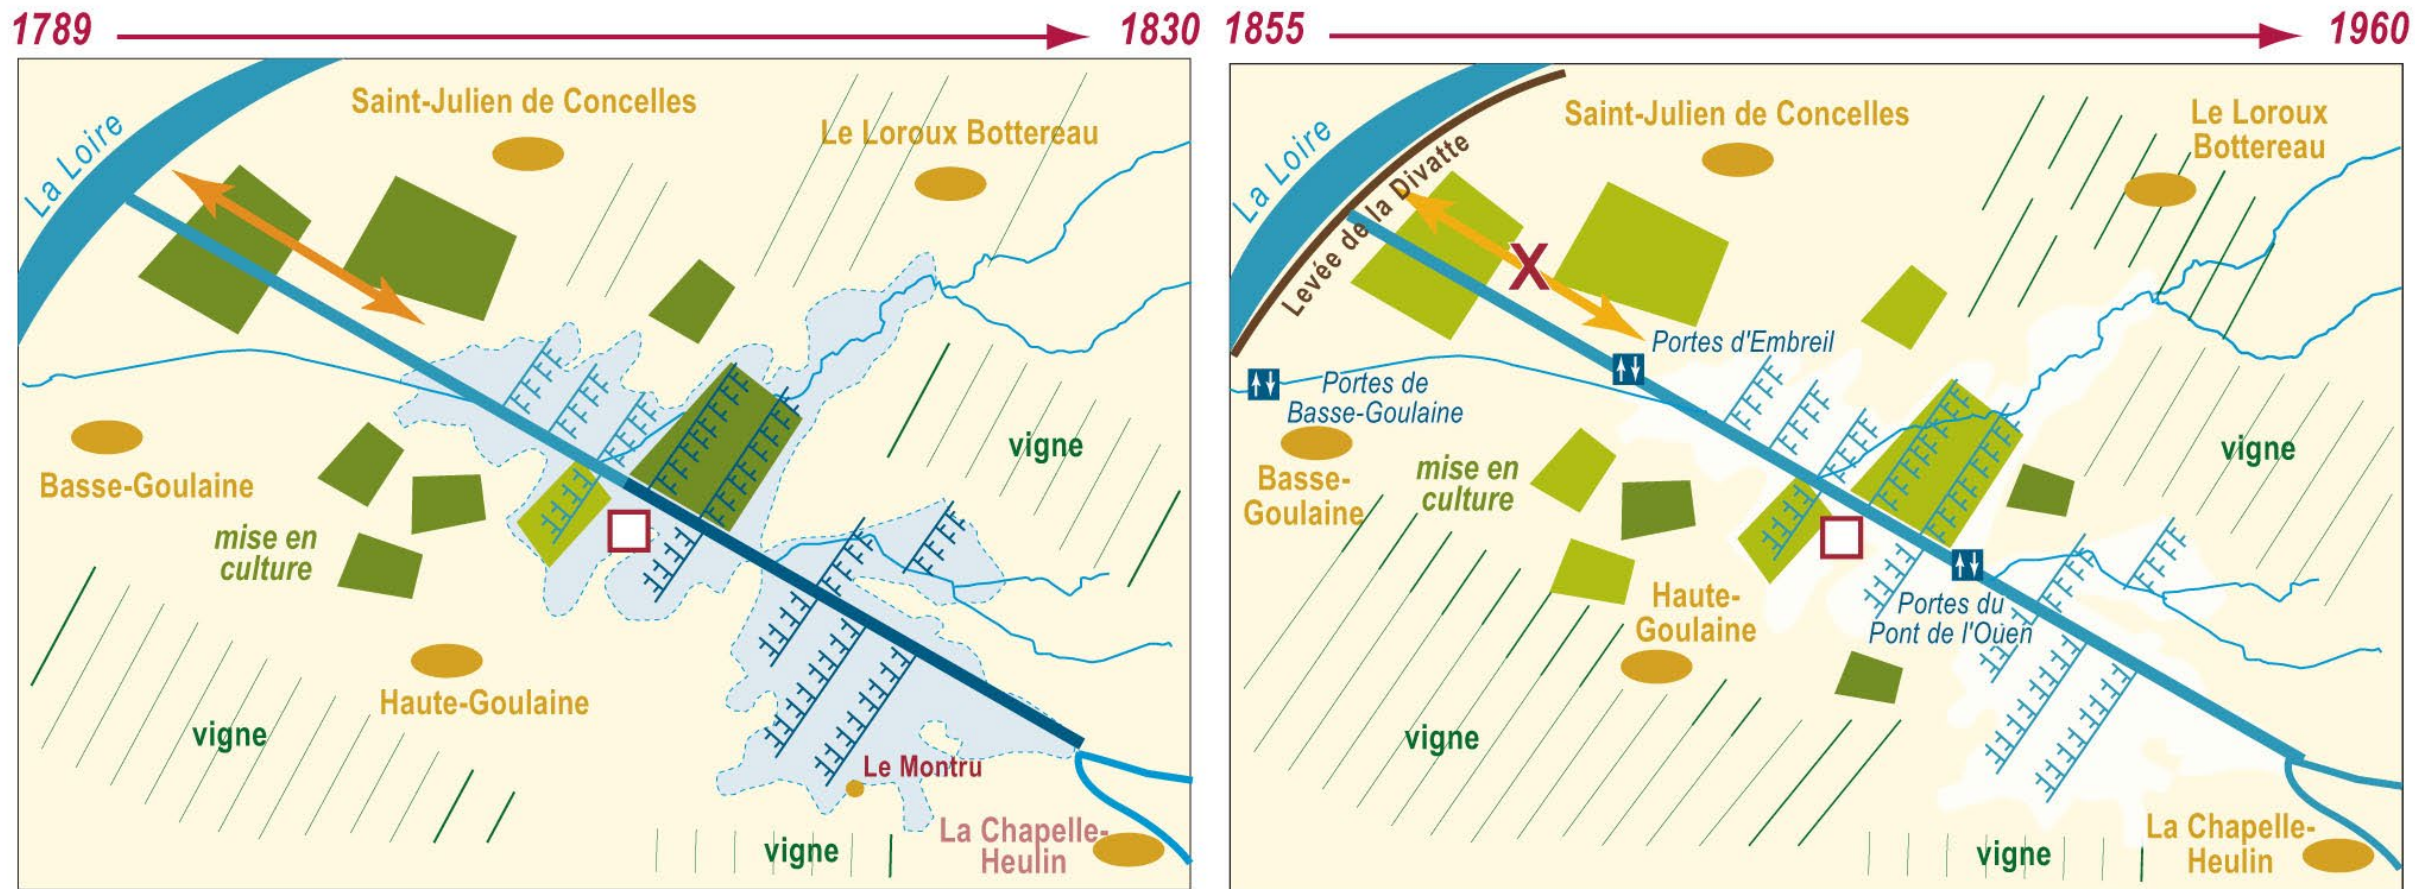 1789
1830
1855
1960
La Loire
Saint-Julien de Concelles
Le Loroux Bottereau
Basse-Goulaine
mise en
culture
vigne
Haute-Goulaine
vigne
Le Montru
La Chapelle-
Heulin
vigne
La Loire
Levée de la Divatte
Saint-Julien de Concelles
Le Loroux
Bottereau
Portes d'Embreil
Portes de
Basse-Goulaine
Basse-
Goulaine
mise en
culture
vigne
Haute-
Goulaine
Portes du
Pont de l'Ouen
vigne
La Chapelle-
Heulin
vigne
X